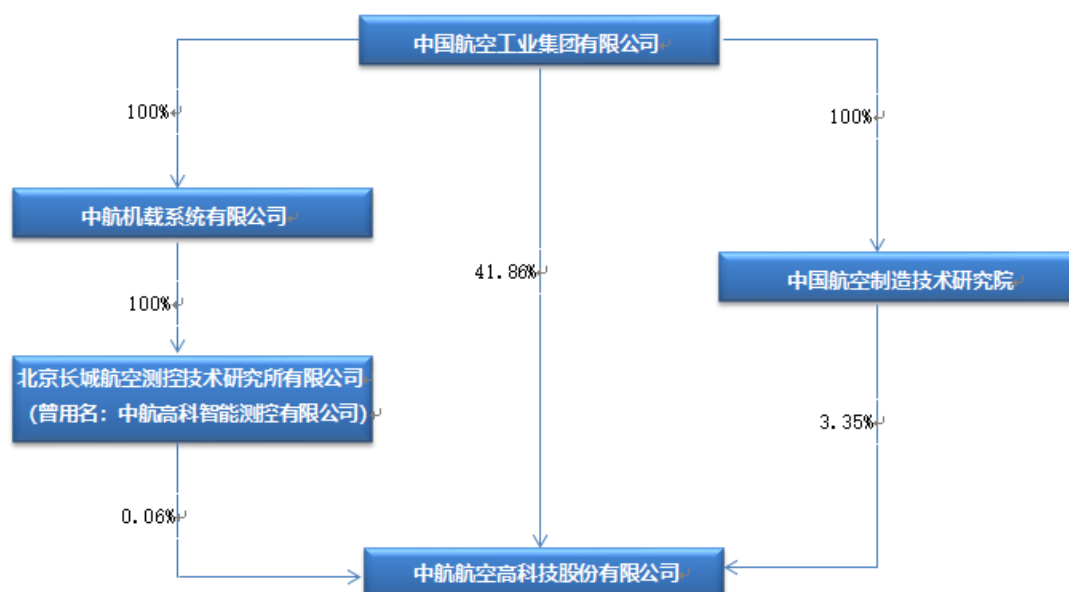 中国航空工业集团有限公司
100%
100%
中航机载系统有限公司
41.86%
中国航空制造技术研究院
100%
北京长城航空测控技术研究所有限公司
(曾用名：中航高科智能测控有限公司)
3.35%
0.06%
中航航空高科技股份有限公司